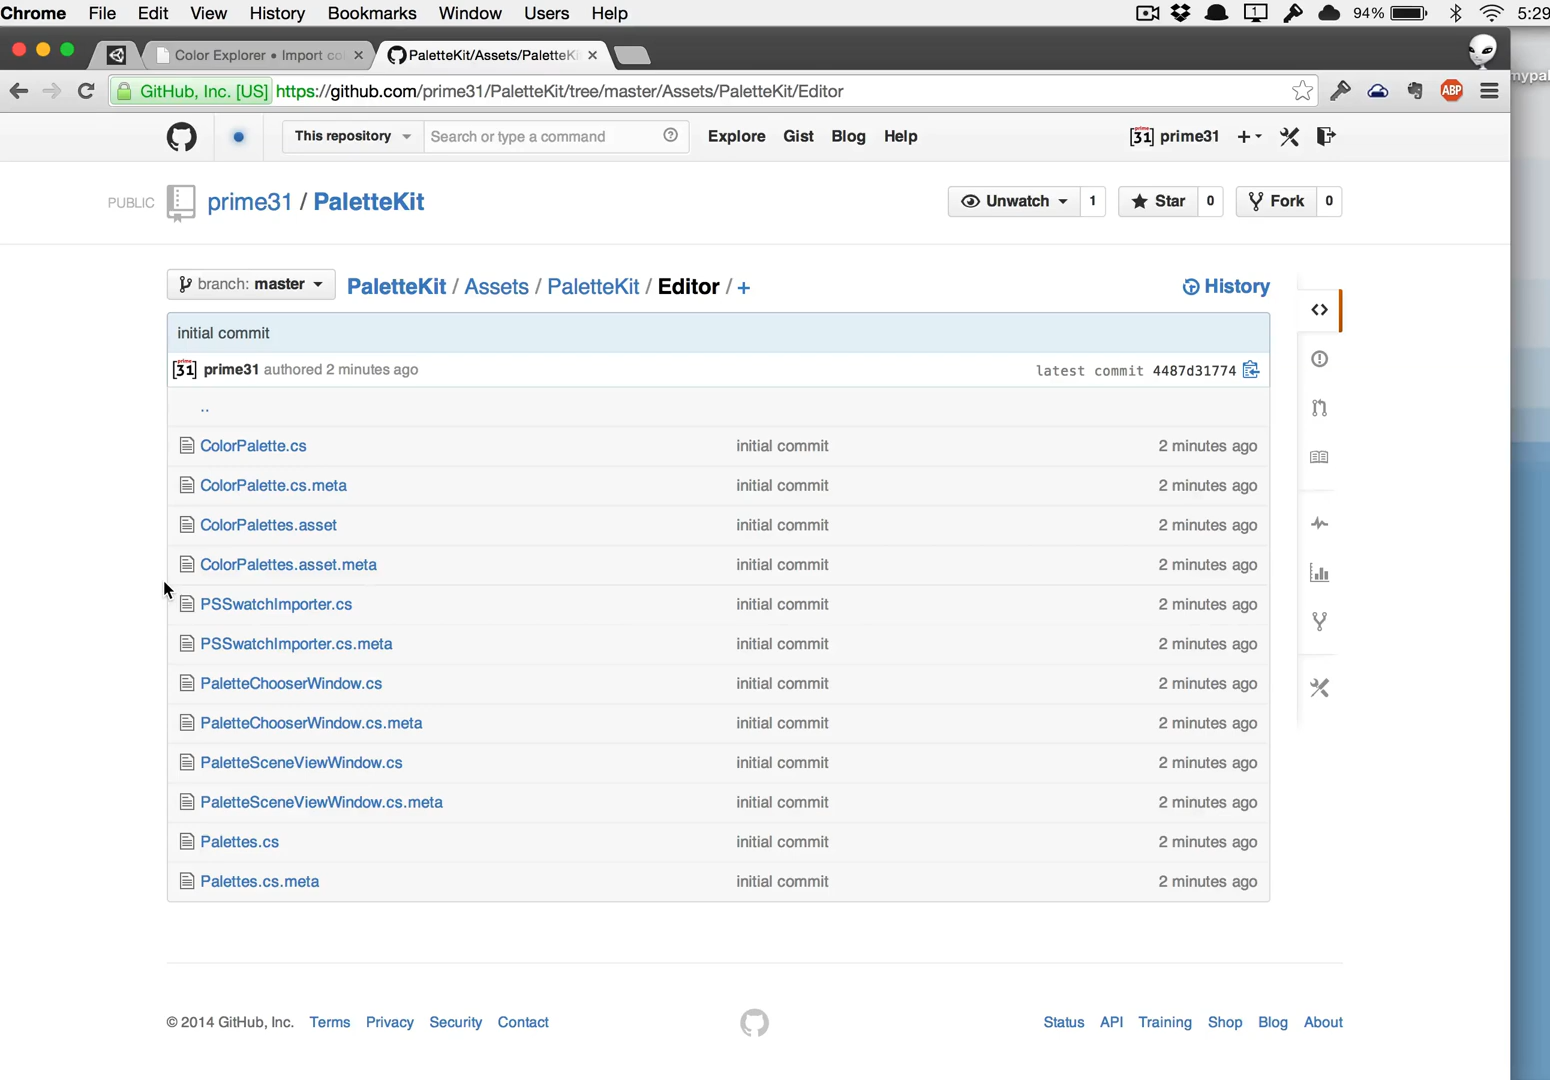 Chrome File Edit View History Bookmarks Window Users Help 1 94% 5:29
Color Explorer • Import co PaletteKit/Assets/PaletteKi
mypal
GitHub, Inc. [US] https://github.com/prime31/PaletteKit/tree/master/Assets/PaletteKit/Editor ABP
This repository Search or type a command Explore Gist Blog Help [31] prime31
PUBLIC prime31 / PaletteKit Unwatch 1 Star 0 Fork 0
branch: master PaletteKit / Assets / PaletteKit / Editor / + History
initial commit
prime [31] prime31 authored 2 minutes ago latest commit 4487d31774
..
ColorPalette.cs initial commit 2 minutes ago
ColorPalette.cs.meta initial commit 2 minutes ago
ColorPalettes.asset initial commit 2 minutes ago
ColorPalettes.asset.meta initial commit 2 minutes ago
PSSwatchImporter.cs initial commit 2 minutes ago
PSSwatchImporter.cs.meta initial commit 2 minutes ago
PaletteChooserWindow.cs initial commit 2 minutes ago
PaletteChooserWindow.cs.meta initial commit 2 minutes ago
PaletteSceneViewWindow.cs initial commit 2 minutes ago
PaletteSceneViewWindow.cs.meta initial commit 2 minutes ago
Palettes.cs initial commit 2 minutes ago
Palettes.cs.meta initial commit 2 minutes ago
© 2014 GitHub, Inc. Terms Privacy Security Contact Status API Training Shop Blog About